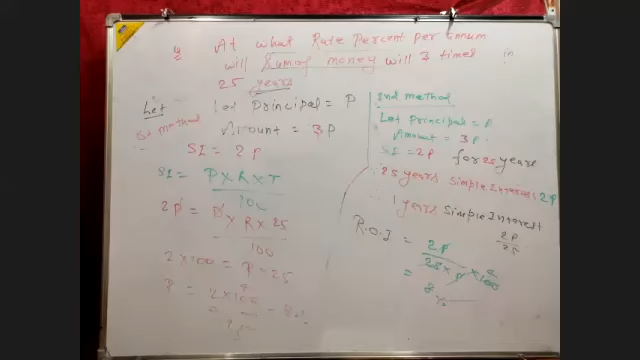 Q At what Rate Percent per annum
will Sum of money will 3 times in
25 years
Let Let Principal = P
Ist method
Amount = 3P
SI = 2P
SI = P×R×T
100
2P = P×R×25
100
2×100 = 25
= 2×100
IInd method
Let Principal = P
Amount = 3P
SI = 2P for 25 years
25 years Simple Interest 2P
1 years Simple Interest
2P
25
R.O.I = 2P
25×P ×100
= 8%